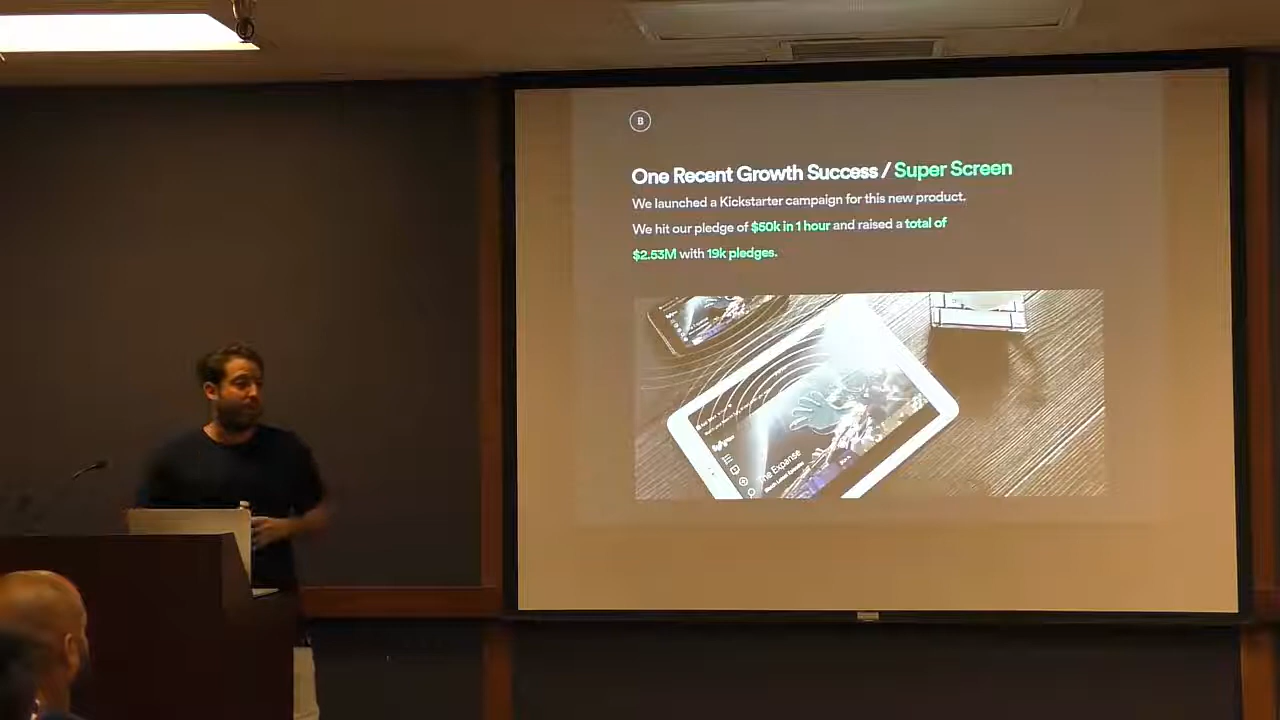 B
One Recent Growth Success / Super Screen
We launched a Kickstarter campaign for this new product.
We hit our pledge of $50k in 1 hour and raised a total of
$2.53M with 19k pledges.
The Expanse